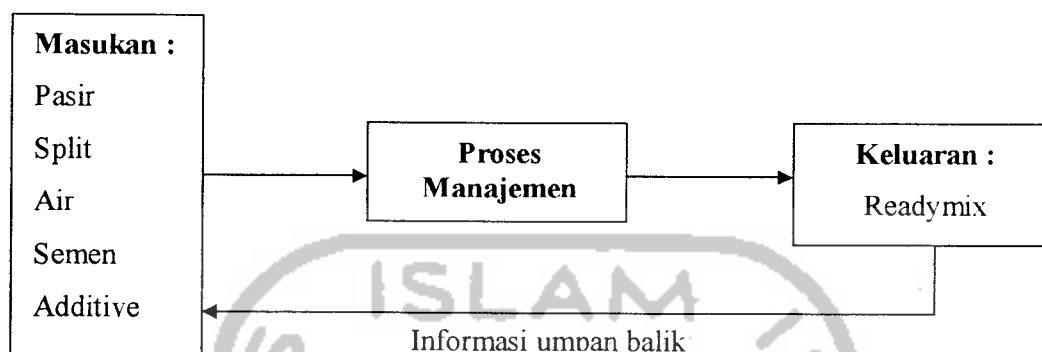 Masukan :
Pasir
Split
Air
Semen
Additive
Proses
Manajemen
Keluaran :
Readymix
ISLAM
Informasi umpan balik